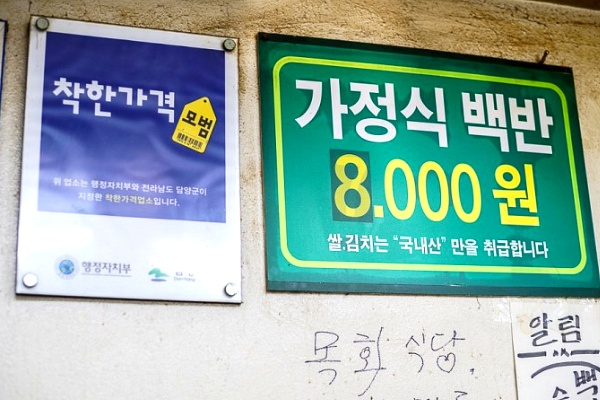 착한가격
모범
위 업소는 행정자치부와 전라남도 담양군이
지정한 착한가격업소입니다.
행정자치부
가정식 백반
8.000 원
쌀.김치는 "국내산" 만을 취급합니다
목화 식당.
알림